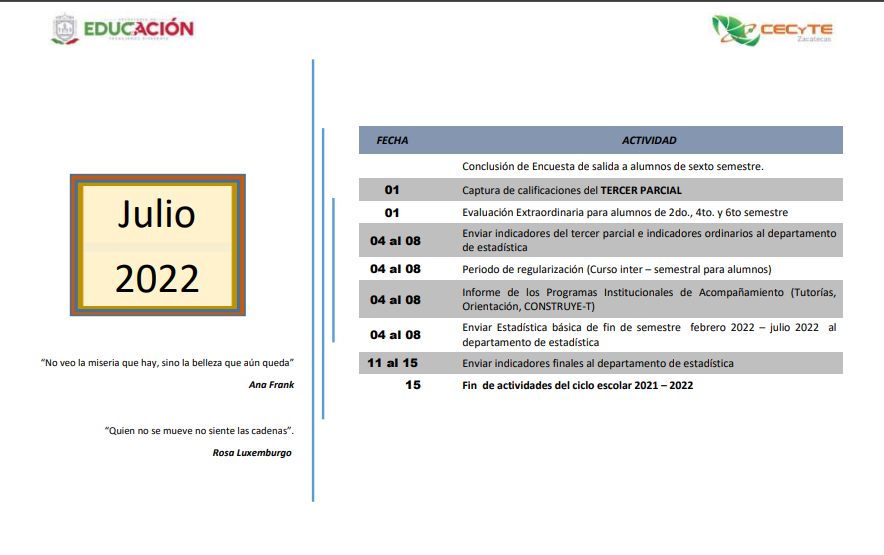 EDUCACIÓN
CECyTE
Zacatecas
Julio
2022
“No veo la miseria que hay, sino la belleza que aún queda”
Ana Frank
“Quien no se mueve no siente las cadenas”.
Rosa Luxemburgo
FECHA ACTIVIDAD
Conclusión de Encuesta de salida a alumnos de sexto semestre.
01 Captura de calificaciones del TERCER PARCIAL
01 Evaluación Extraordinaria para alumnos de 2do., 4to. y 6to semestre
04 al 08 Enviar indicadores del tercer parcial e indicadores ordinarios al departamento
de estadística
04 al 08 Periodo de regularización (Curso inter – semestral para alumnos)
04 al 08 Informe de los Programas Institucionales de Acompañamiento (Tutorías,
Orientación, CONSTRUYE-T)
04 al 08 Enviar Estadística básica de fin de semestre febrero 2022 – julio 2022 al
departamento de estadística
11 al 15 Enviar indicadores finales al departamento de estadística
15 Fin de actividades del ciclo escolar 2021 – 2022